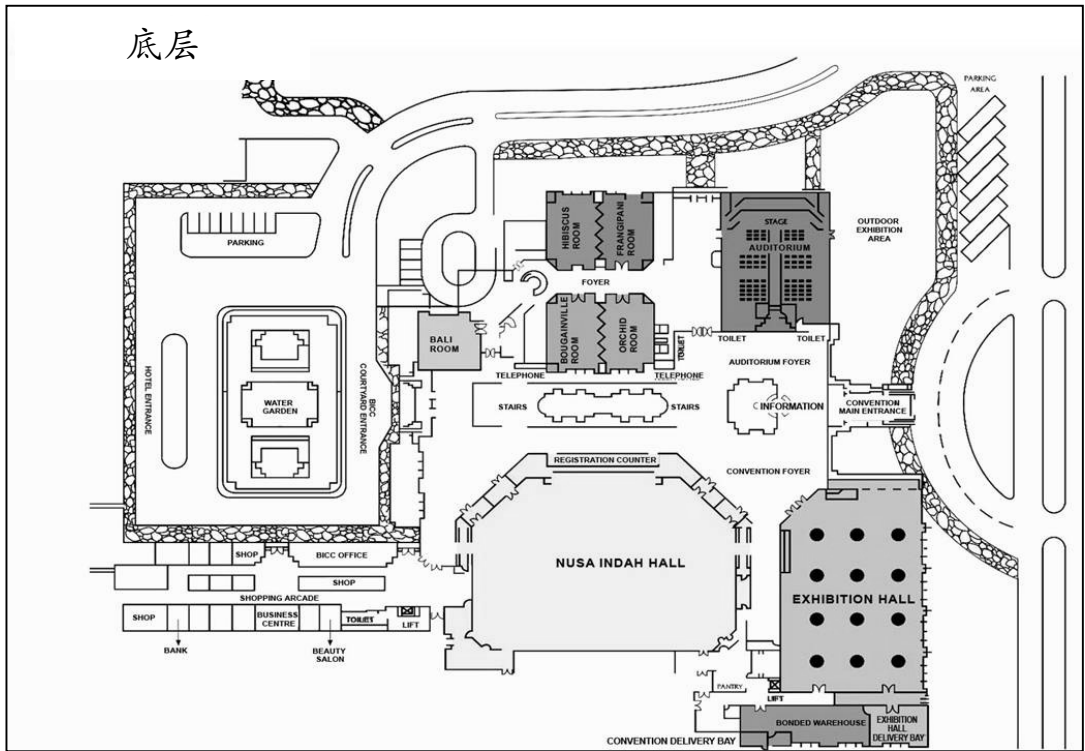 底层
PARKING
AREA
HIBISCUS
ROOM
FRANGIPANI
ROOM
STAGE
AUDITORIUM
OUTDOOR
EXHIBITION
AREA
PARKING
FOYER
BOUGAINVILLE
ROOM
ORCHID
ROOM
TOILET
BALI
ROOM
TOILET
TOILET
AUDITORIUM FOYER
TELEPHONE
TELEPHONE
HOTEL ENTRANCE
WATER
GARDEN
BICC
COURTYARD ENTRANCE
STAIRS
STAIRS
INFORMATION
CONVENTION
MAIN ENTRANCE
REGISTRATION COUNTER
CONVENTION FOYER
SHOP
BICC OFFICE
NUSA INDAH HALL
SHOP
SHOPPING ARCADE
EXHIBITION HALL
SHOP
BUSINESS
CENTRE
TOILET
LIFT
BANK
BEAUTY
SALON
PANTRY
LIFT
BONDED WAREHOUSE
EXHIBITION
HALL
DELIVERY BAY
CONVENTION DELIVERY BAY